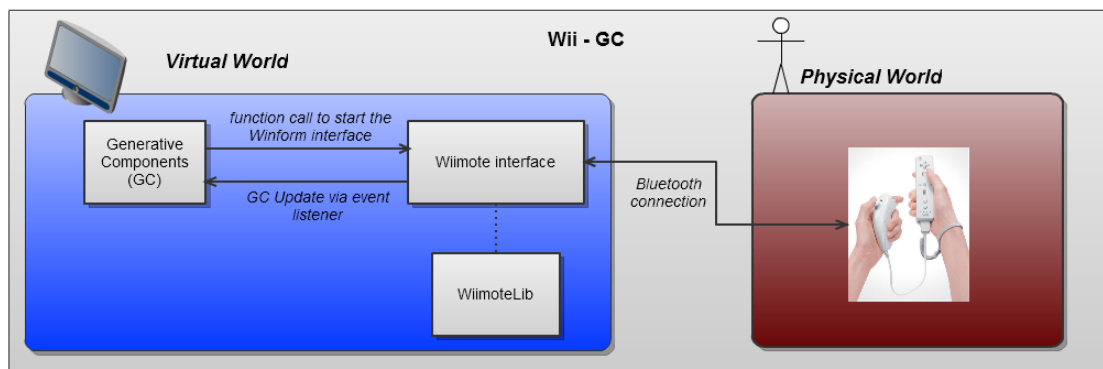 Wii - GC
Virtual World
Physical World
function call to start the
Winform interface
Generative
Components
(GC)
Wiimote interface
GC Update via event
listener
Bluetooth
connection
WiimoteLib